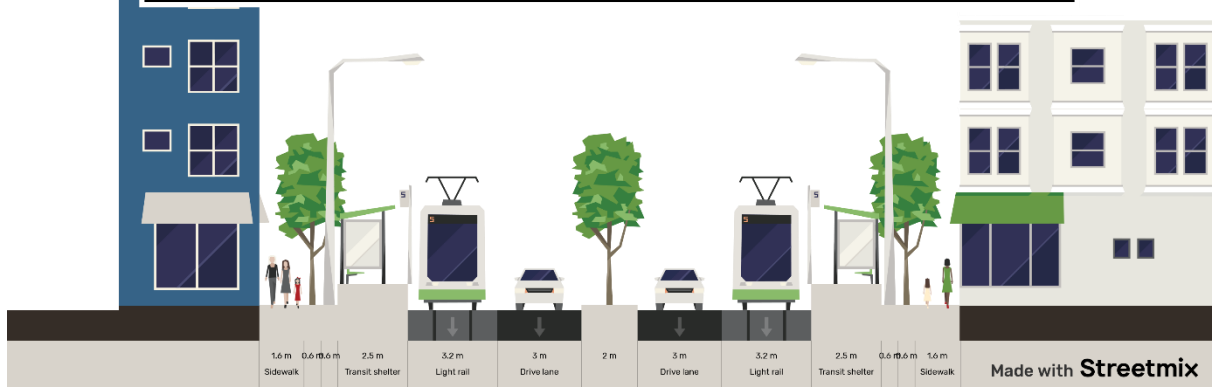 S
S
S
S
1.6 m
0.6 m
0.6 m
2.5 m
3.2 m
3 m
2 m
3 m
3.2 m
2.5 m
0.6 m
0.6 m
1.6 m
Sidewalk
Transit shelter
Light rail
Drive lane
Drive lane
Light rail
Transit shelter
Sidewalk
Made with Streetmix